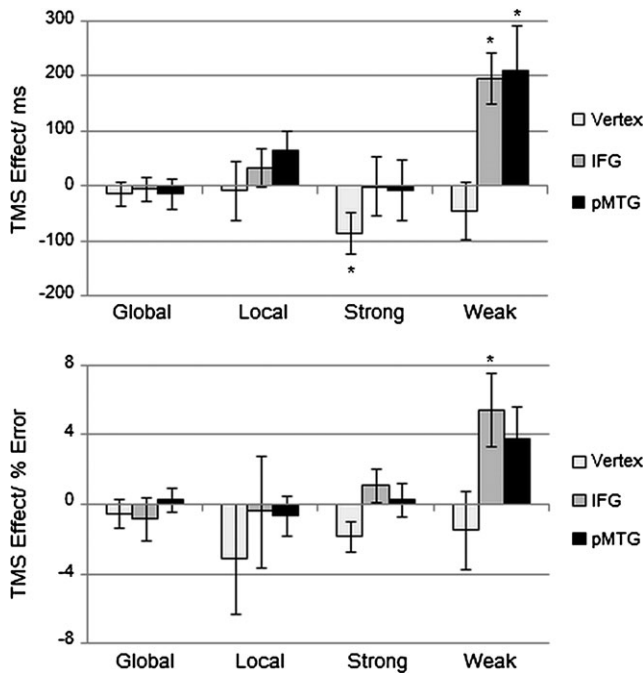 300
200
100
0
-100
-200
TMS Effect/ ms
*
*
*
Global Local Strong Weak
Vertex
IFG
pMTG
8
4
0
-4
-8
TMS Effect/ % Error
*
Global Local Strong Weak
Vertex
IFG
pMTG